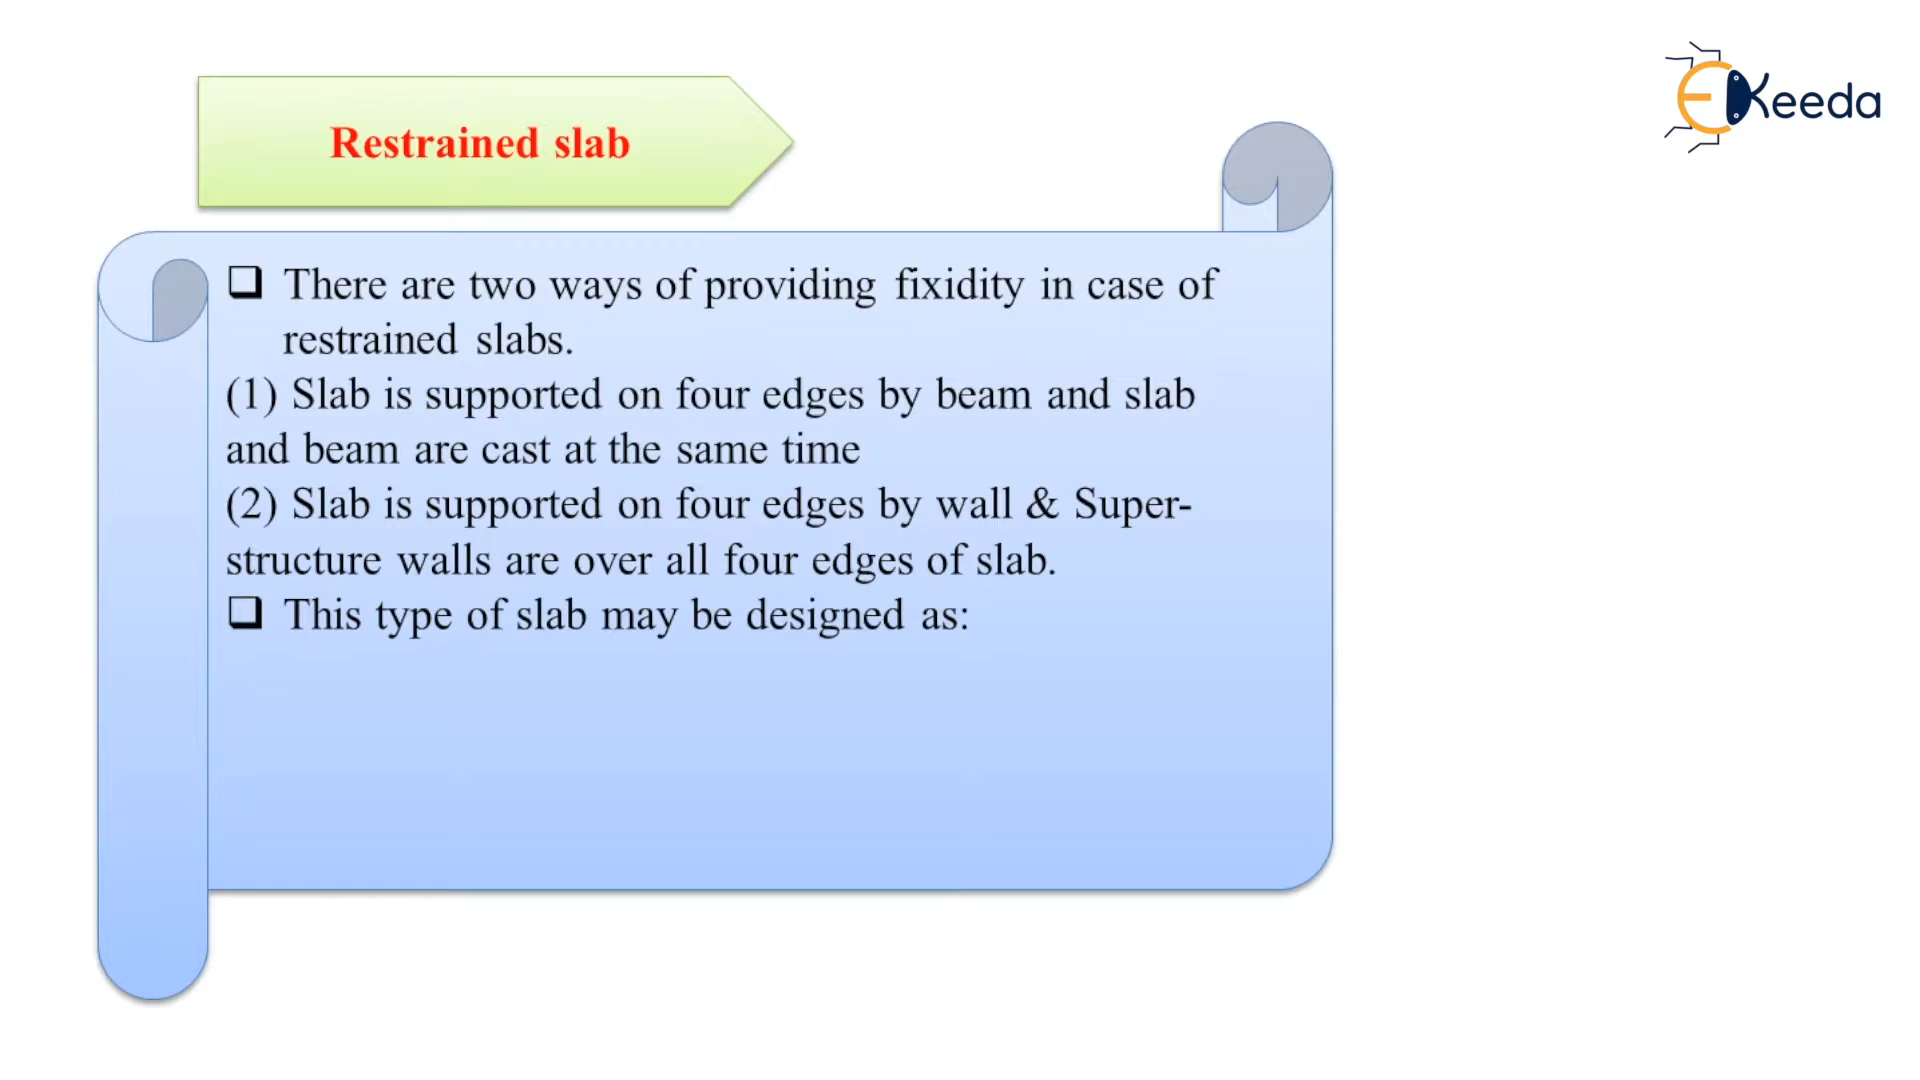 Restrained slab
EKeeda
There are two ways of providing fixidity in case of
restrained slabs.
(1) Slab is supported on four edges by beam and slab
and beam are cast at the same time
(2) Slab is supported on four edges by wall & Super-
structure walls are over all four edges of slab.
This type of slab may be designed as: